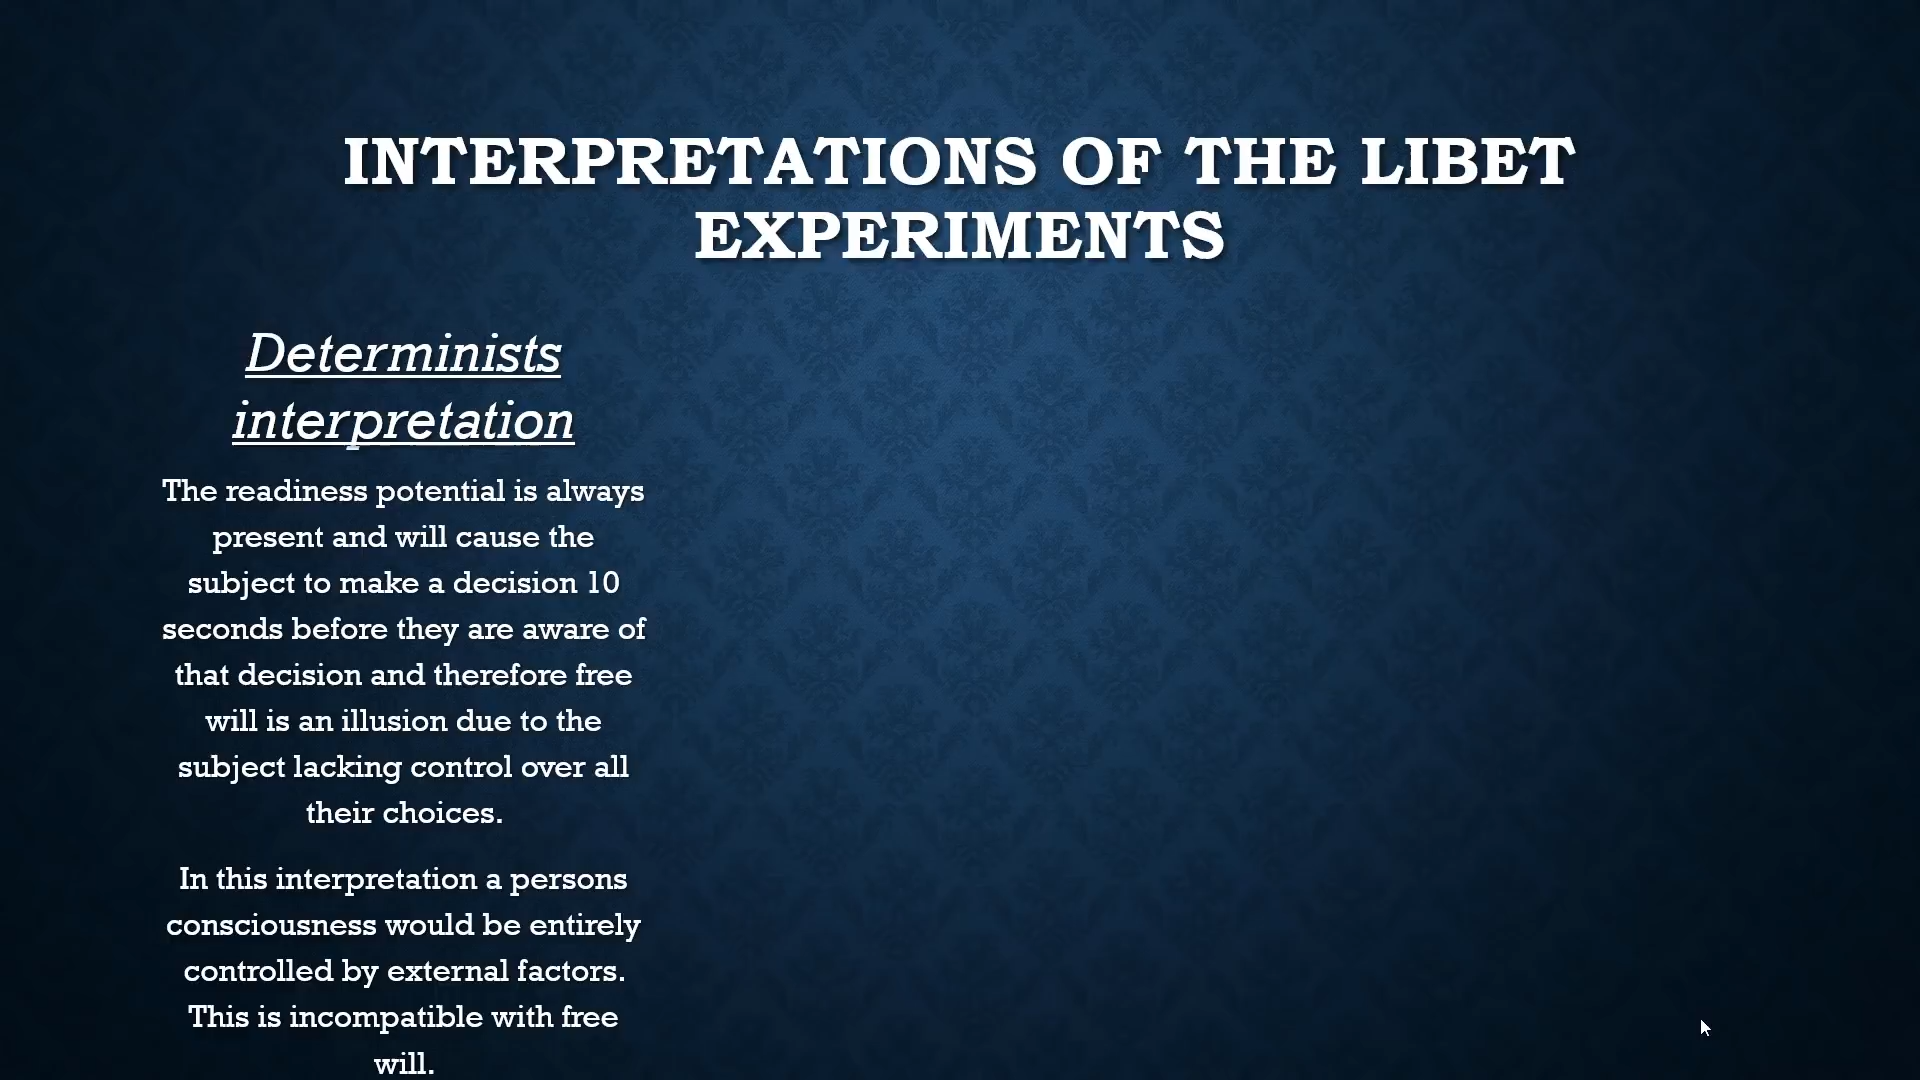 INTERPRETATIONS OF THE LIBET
EXPERIMENTS
Determinists
interpretation
The readiness potential is always
present and will cause the
subject to make a decision 10
seconds before they are aware of
that decision and therefore free
will is an illusion due to the
subject lacking control over all
their choices.
In this interpretation a persons
consciousness would be entirely
controlled by external factors.
This is incompatible with free
will.